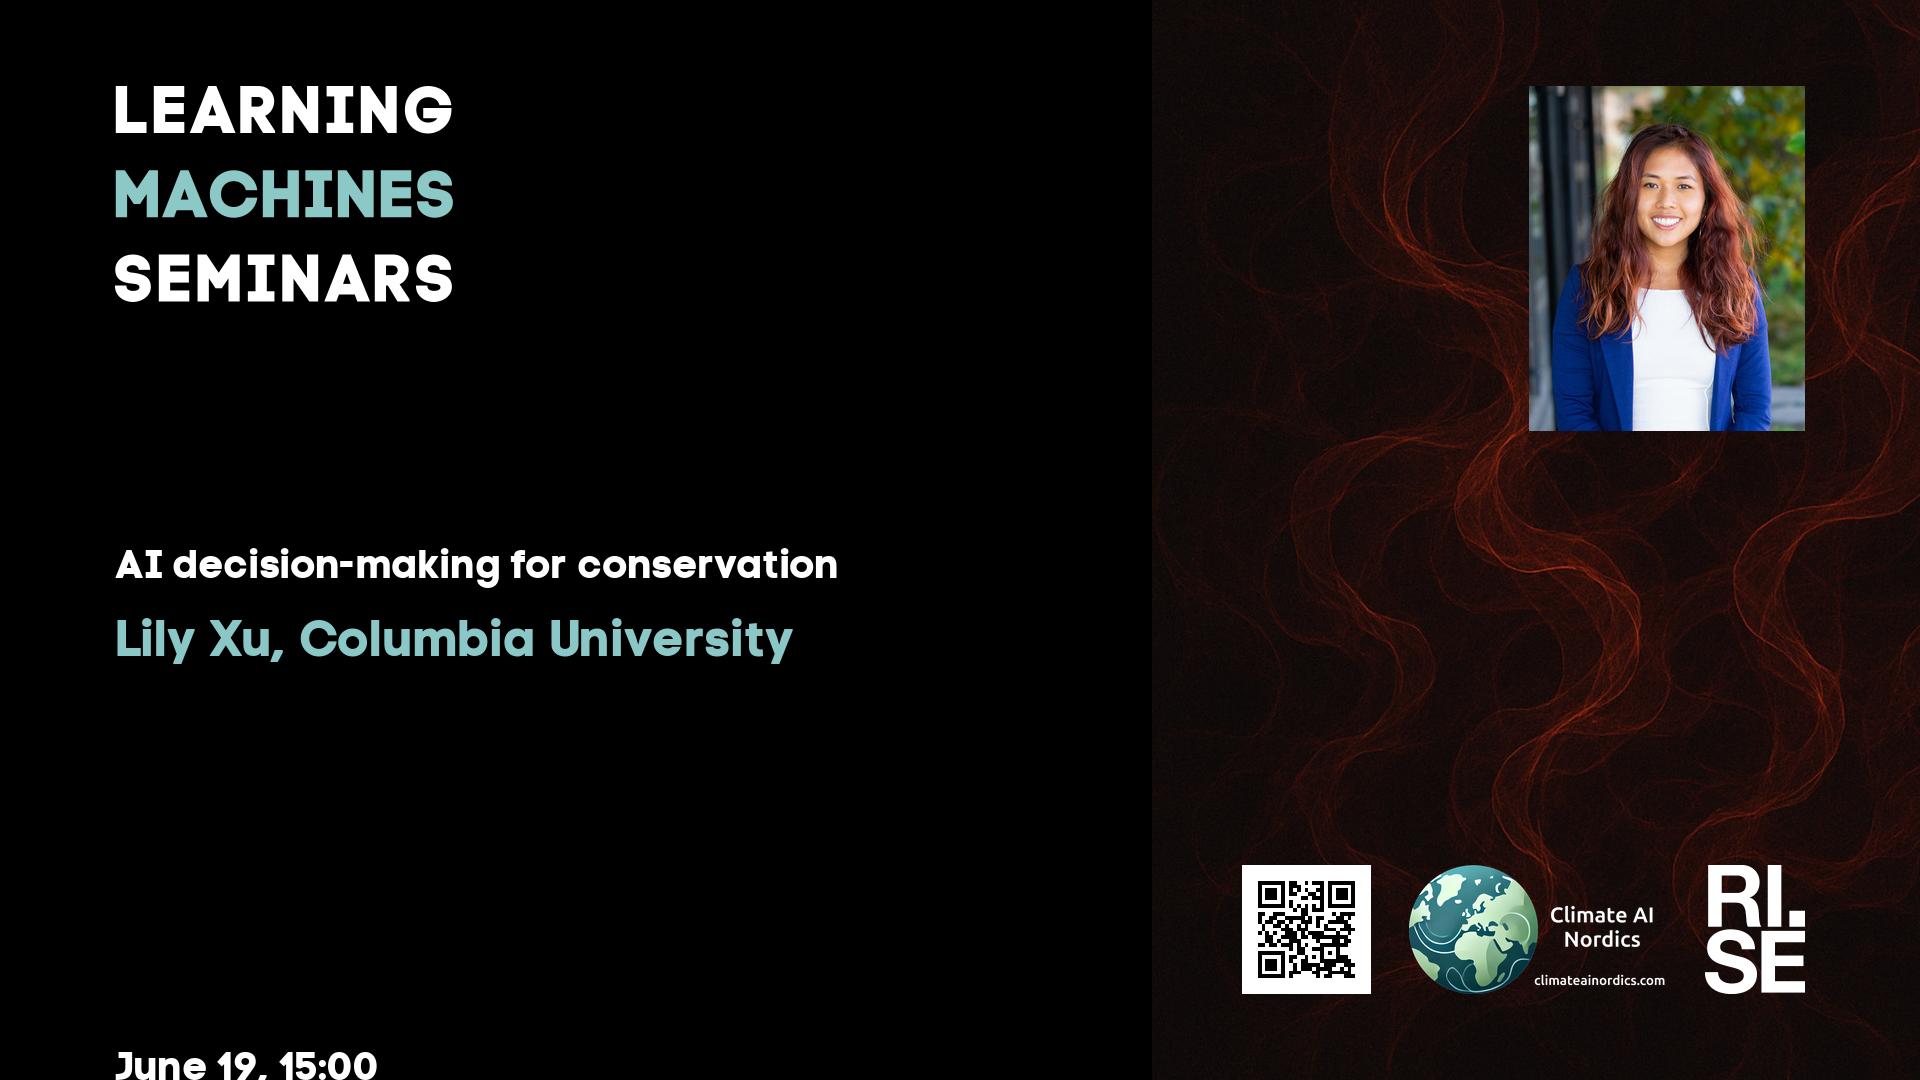 LEARNING
MACHINES
SEMINARS
AI decision-making for conservation
Lily Xu, Columbia University
June 19, 15:00
Climate AI
Nordics
climateainordics.com
RI.
SE